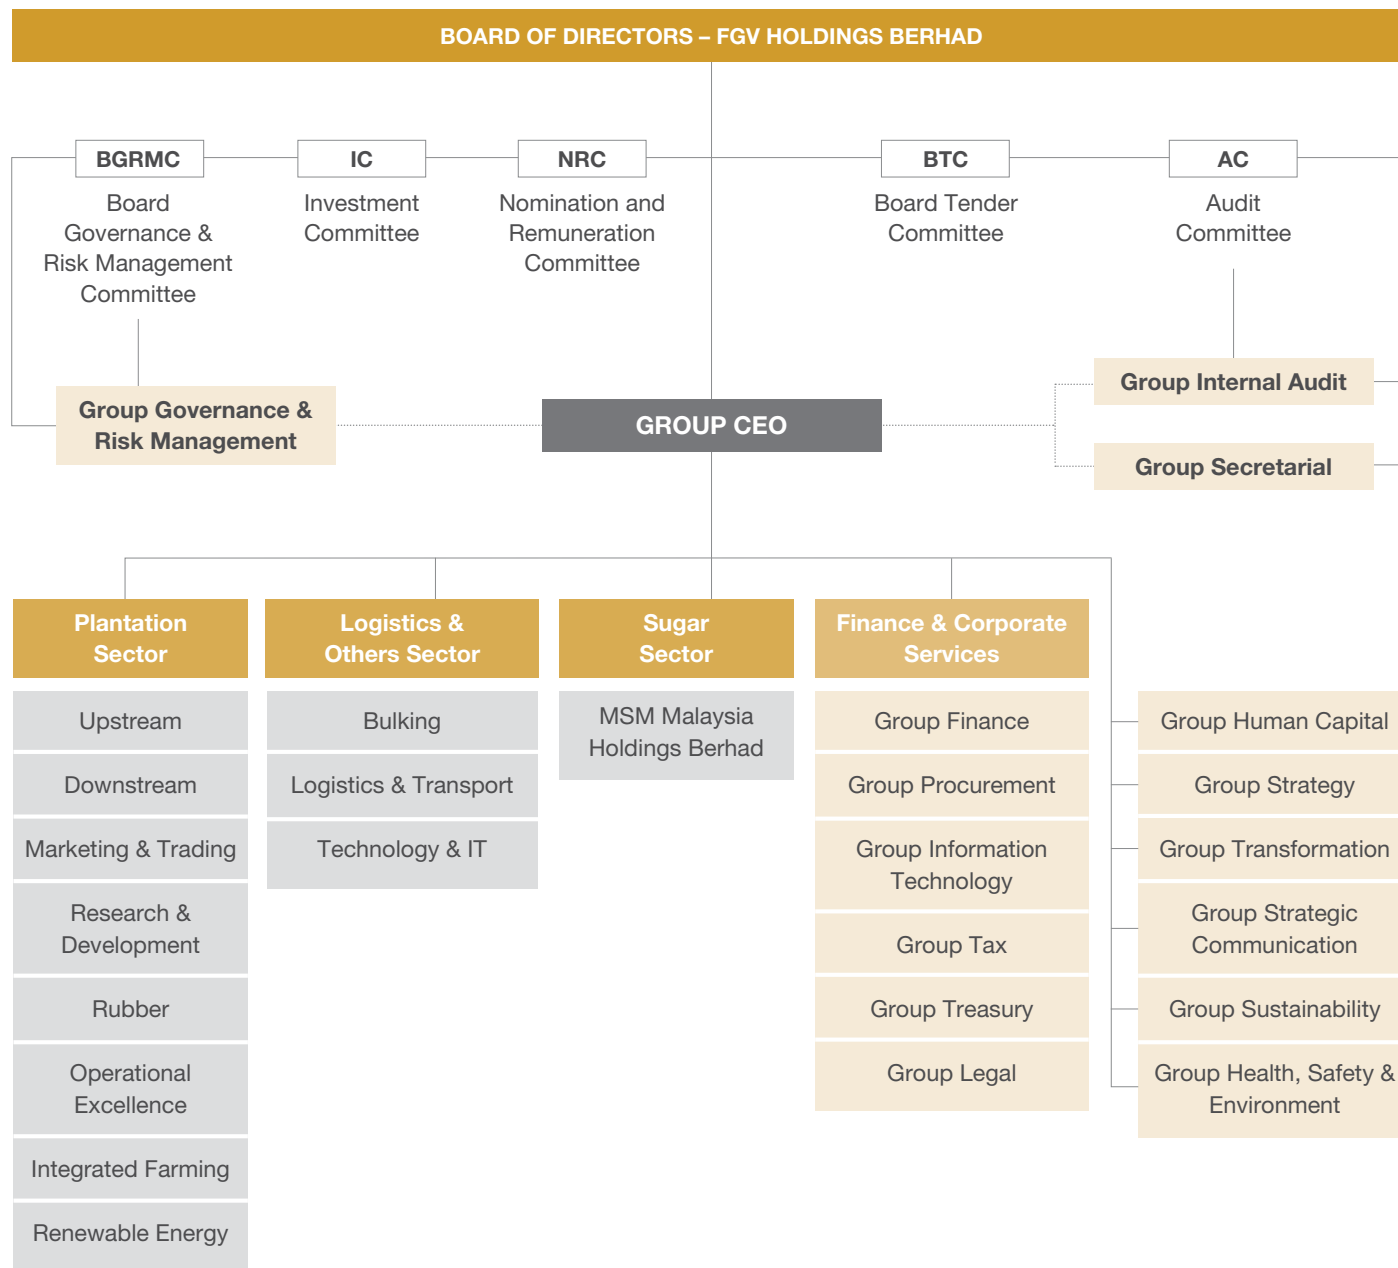 BOARD OF DIRECTORS – FGV HOLDINGS BERHAD
BGRMC
Board
Governance &
Risk Management
Committee
IC
Investment
Committee
NRC
Nomination and
Remuneration
Committee
BTC
Board Tender
Committee
AC
Audit
Committee
Group Governance &
Risk Management
GROUP CEO
Group Internal Audit
Group Secretarial
Plantation
Sector
Upstream
Downstream
Marketing & Trading
Research &
Development
Rubber
Operational
Excellence
Integrated Farming
Renewable Energy
Logistics &
Others Sector
Bulking
Logistics & Transport
Technology & IT
Sugar
Sector
MSM Malaysia
Holdings Berhad
Finance & Corporate
Services
Group Finance
Group Procurement
Group Information
Technology
Group Tax
Group Treasury
Group Legal
Group Human Capital
Group Strategy
Group Transformation
Group Strategic
Communication
Group Sustainability
Group Health, Safety &
Environment